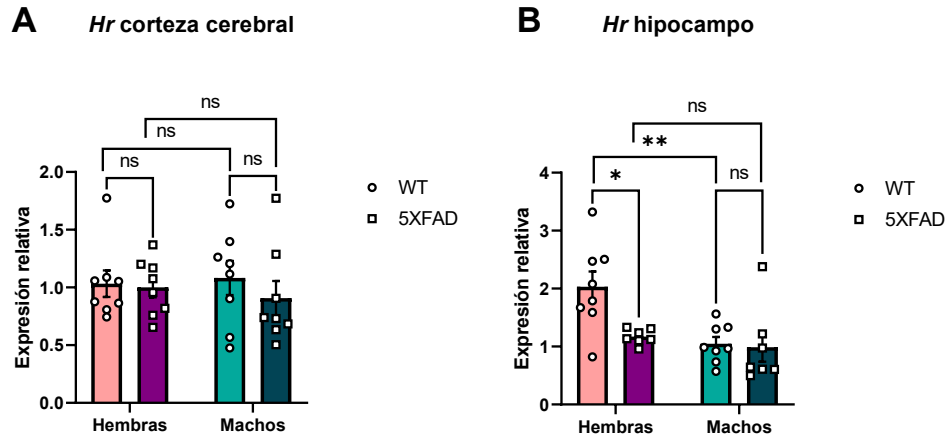 A
Hr corteza cerebral
ns
ns
ns
ns
Expresión relativa
2.0
1.5
1.0
0.5
0.0
Hembras
Machos
WT
5XFAD
B
Hr hipocampo
ns
**
*
ns
Expresión relativa
4
3
2
1
0
Hembras
Machos
WT
5XFAD